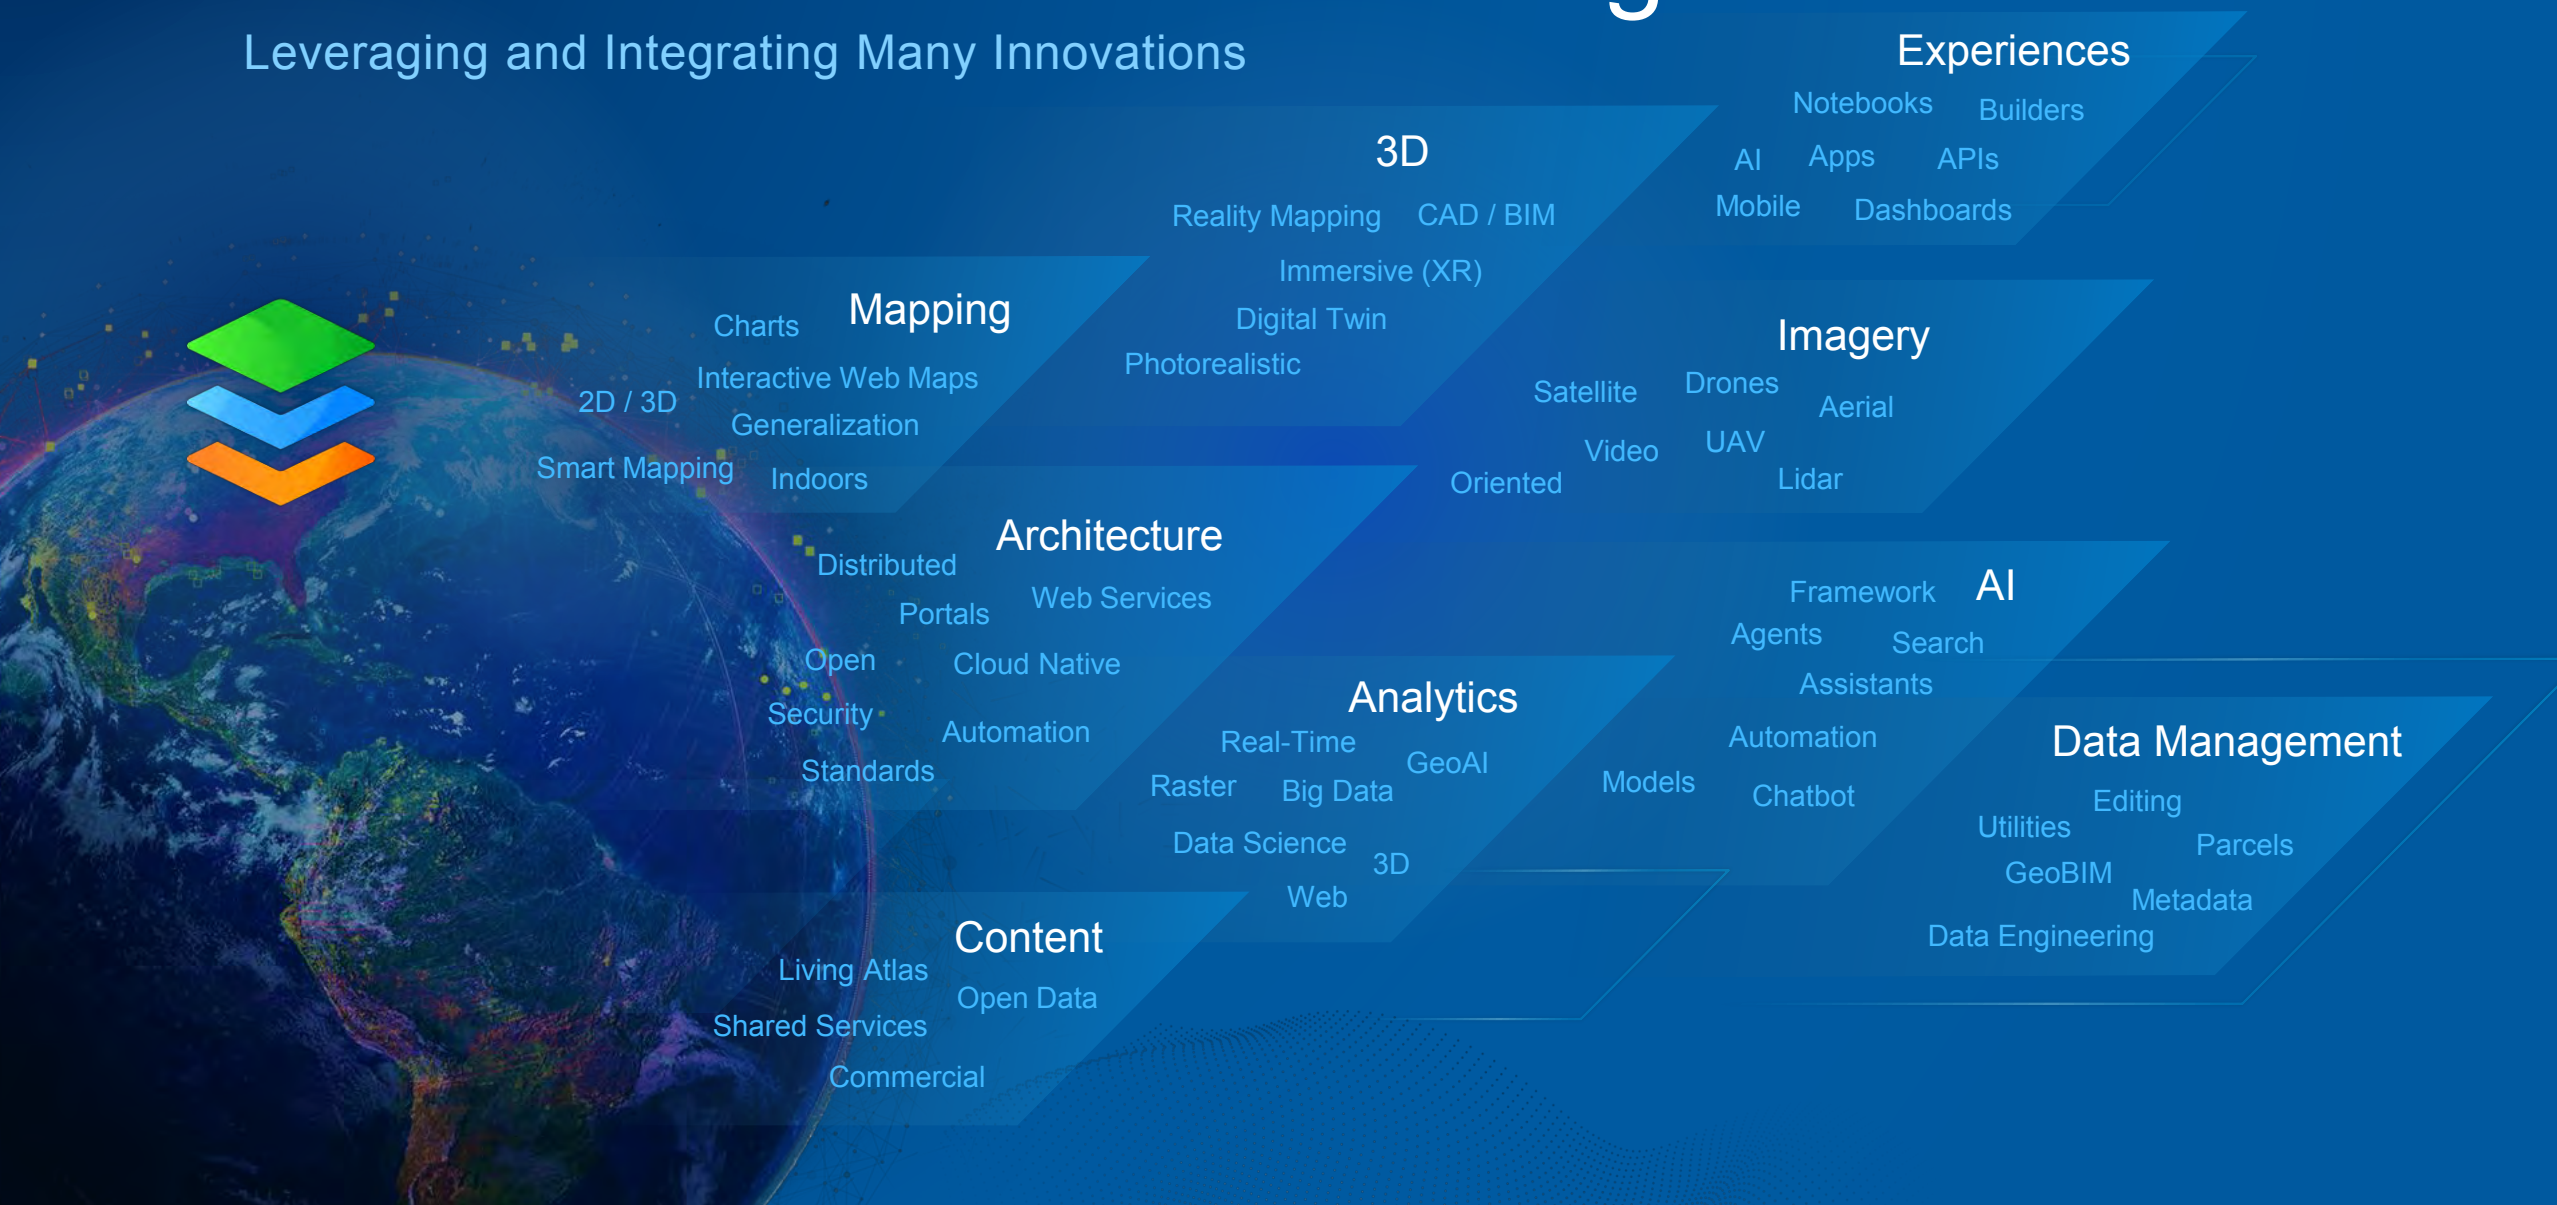 Leveraging and Integrating Many Innovations
Experiences
Notebooks
Builders
AI
Apps
APIs
Mobile
Dashboards
3D
Reality Mapping
CAD / BIM
Immersive (XR)
Digital Twin
Photorealistic
Mapping
Charts
Interactive Web Maps
2D / 3D
Generalization
Smart Mapping
Indoors
Imagery
Satellite
Drones
Aerial
Video
UAV
Oriented
Lidar
Architecture
Distributed
Web Services
Portals
Open
Cloud Native
Security
Automation
Standards
AI
Framework
Agents
Search
Assistants
Automation
Models
Chatbot
Analytics
Real-Time
GeoAI
Raster
Big Data
Data Science
3D
Web
Data Management
Editing
Utilities
Parcels
GeoBIM
Metadata
Data Engineering
Content
Living Atlas
Open Data
Shared Services
Commercial